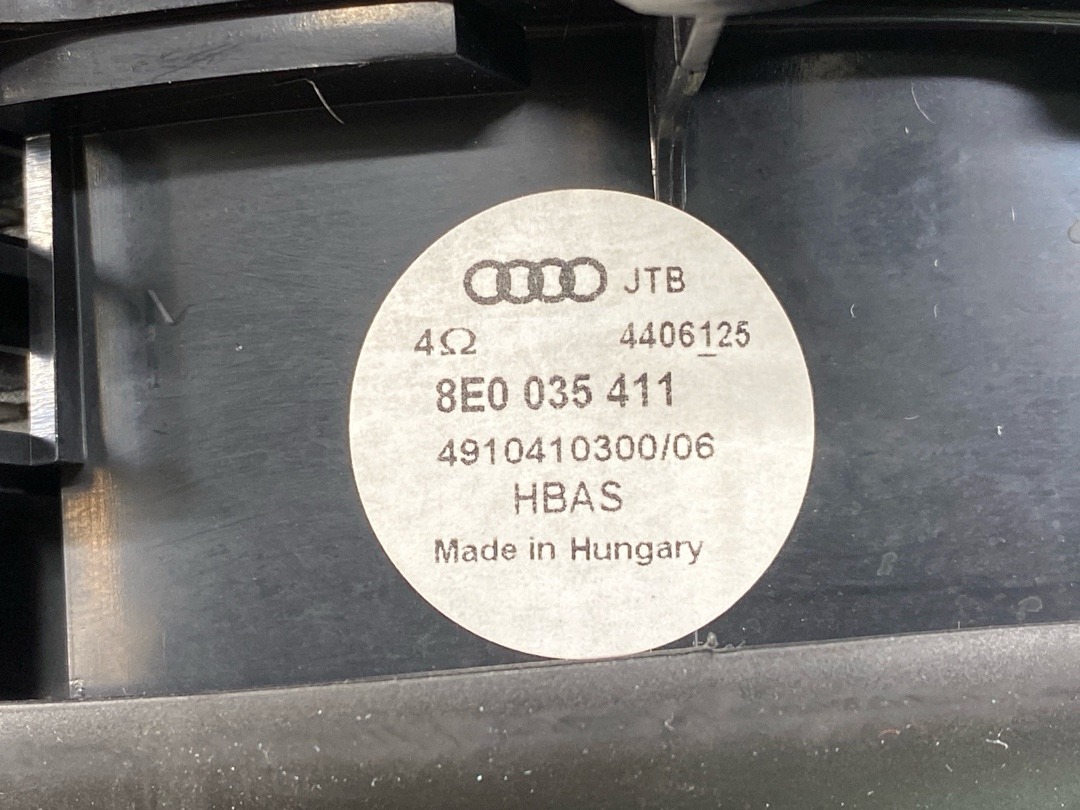 JTB
4Ω 4406125
8E0 035 411
4910410300/06
HBAS
Made in Hungary